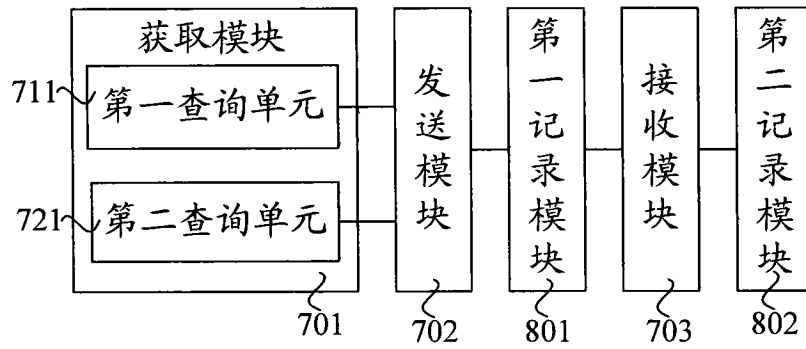 获取模块
711
第一查询单元
721
第二查询单元
发送模块
第一记录模块
接收模块
第二记录模块
701
702
801
703
802